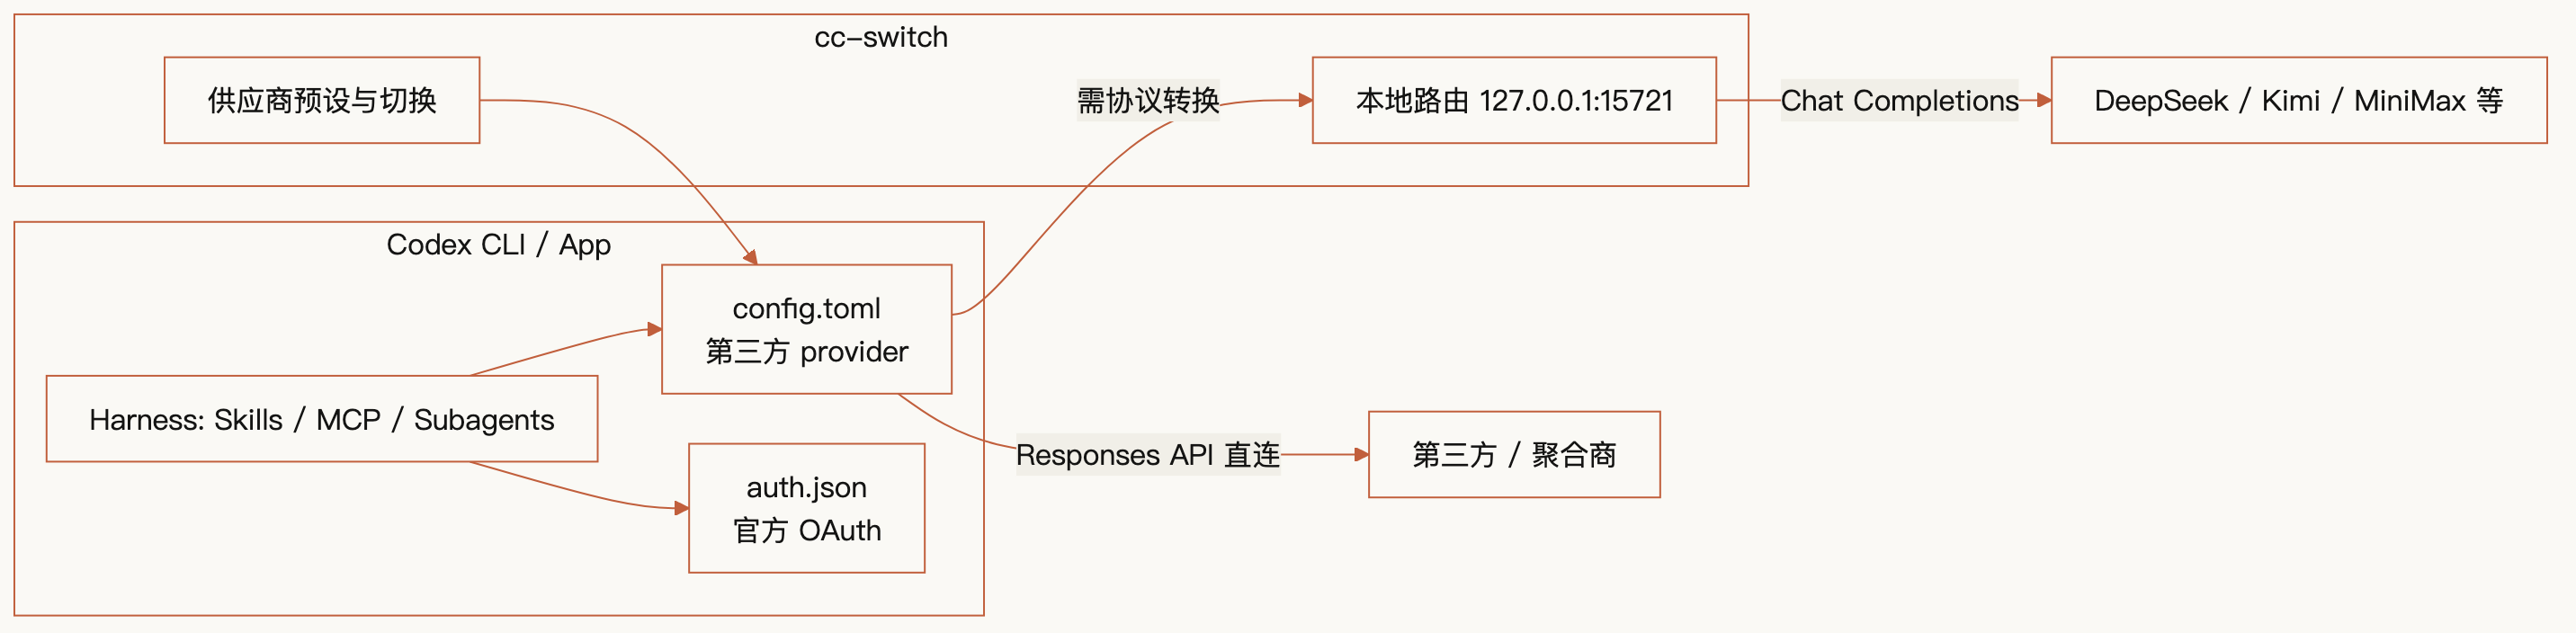 cc-switch
供应商预设与切换
需协议转换
本地路由 127.0.0.1:15721
Chat Completions
DeepSeek / Kimi / MiniMax 等
Codex CLI / App
config.toml
第三方 provider
Harness: Skills / MCP / Subagents
Responses API 直连
第三方 / 聚合商
auth.json
官方 OAuth